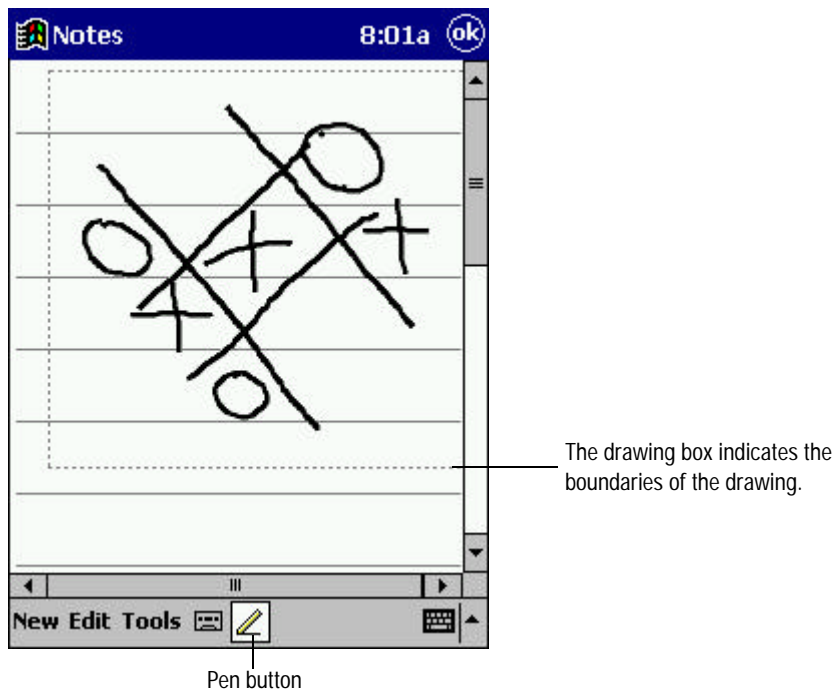 Notes 8:01a ok
The drawing box indicates the
boundaries of the drawing.
New Edit Tools
Pen button